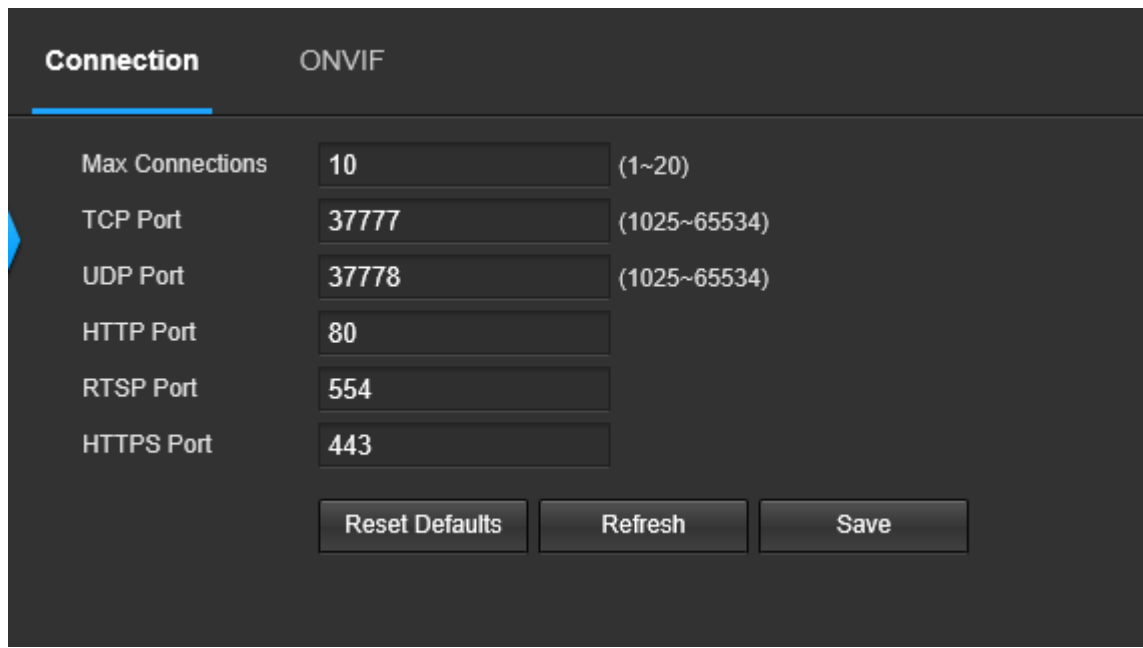 Connection ONVIF
Max Connections 10 (1~20)
TCP Port 37777 (1025~65534)
UDP Port 37778 (1025~65534)
HTTP Port 80
RTSP Port 554
HTTPS Port 443
Reset Defaults Refresh Save